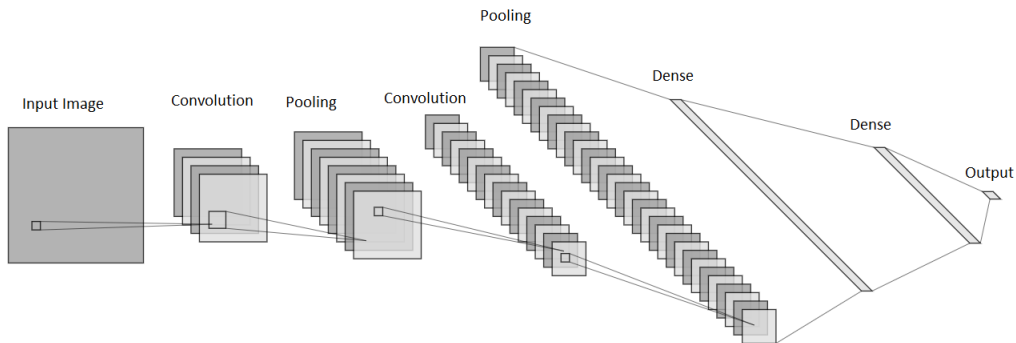 Input Image
Convolution
Pooling
Convolution
Pooling
Dense
Dense
Output